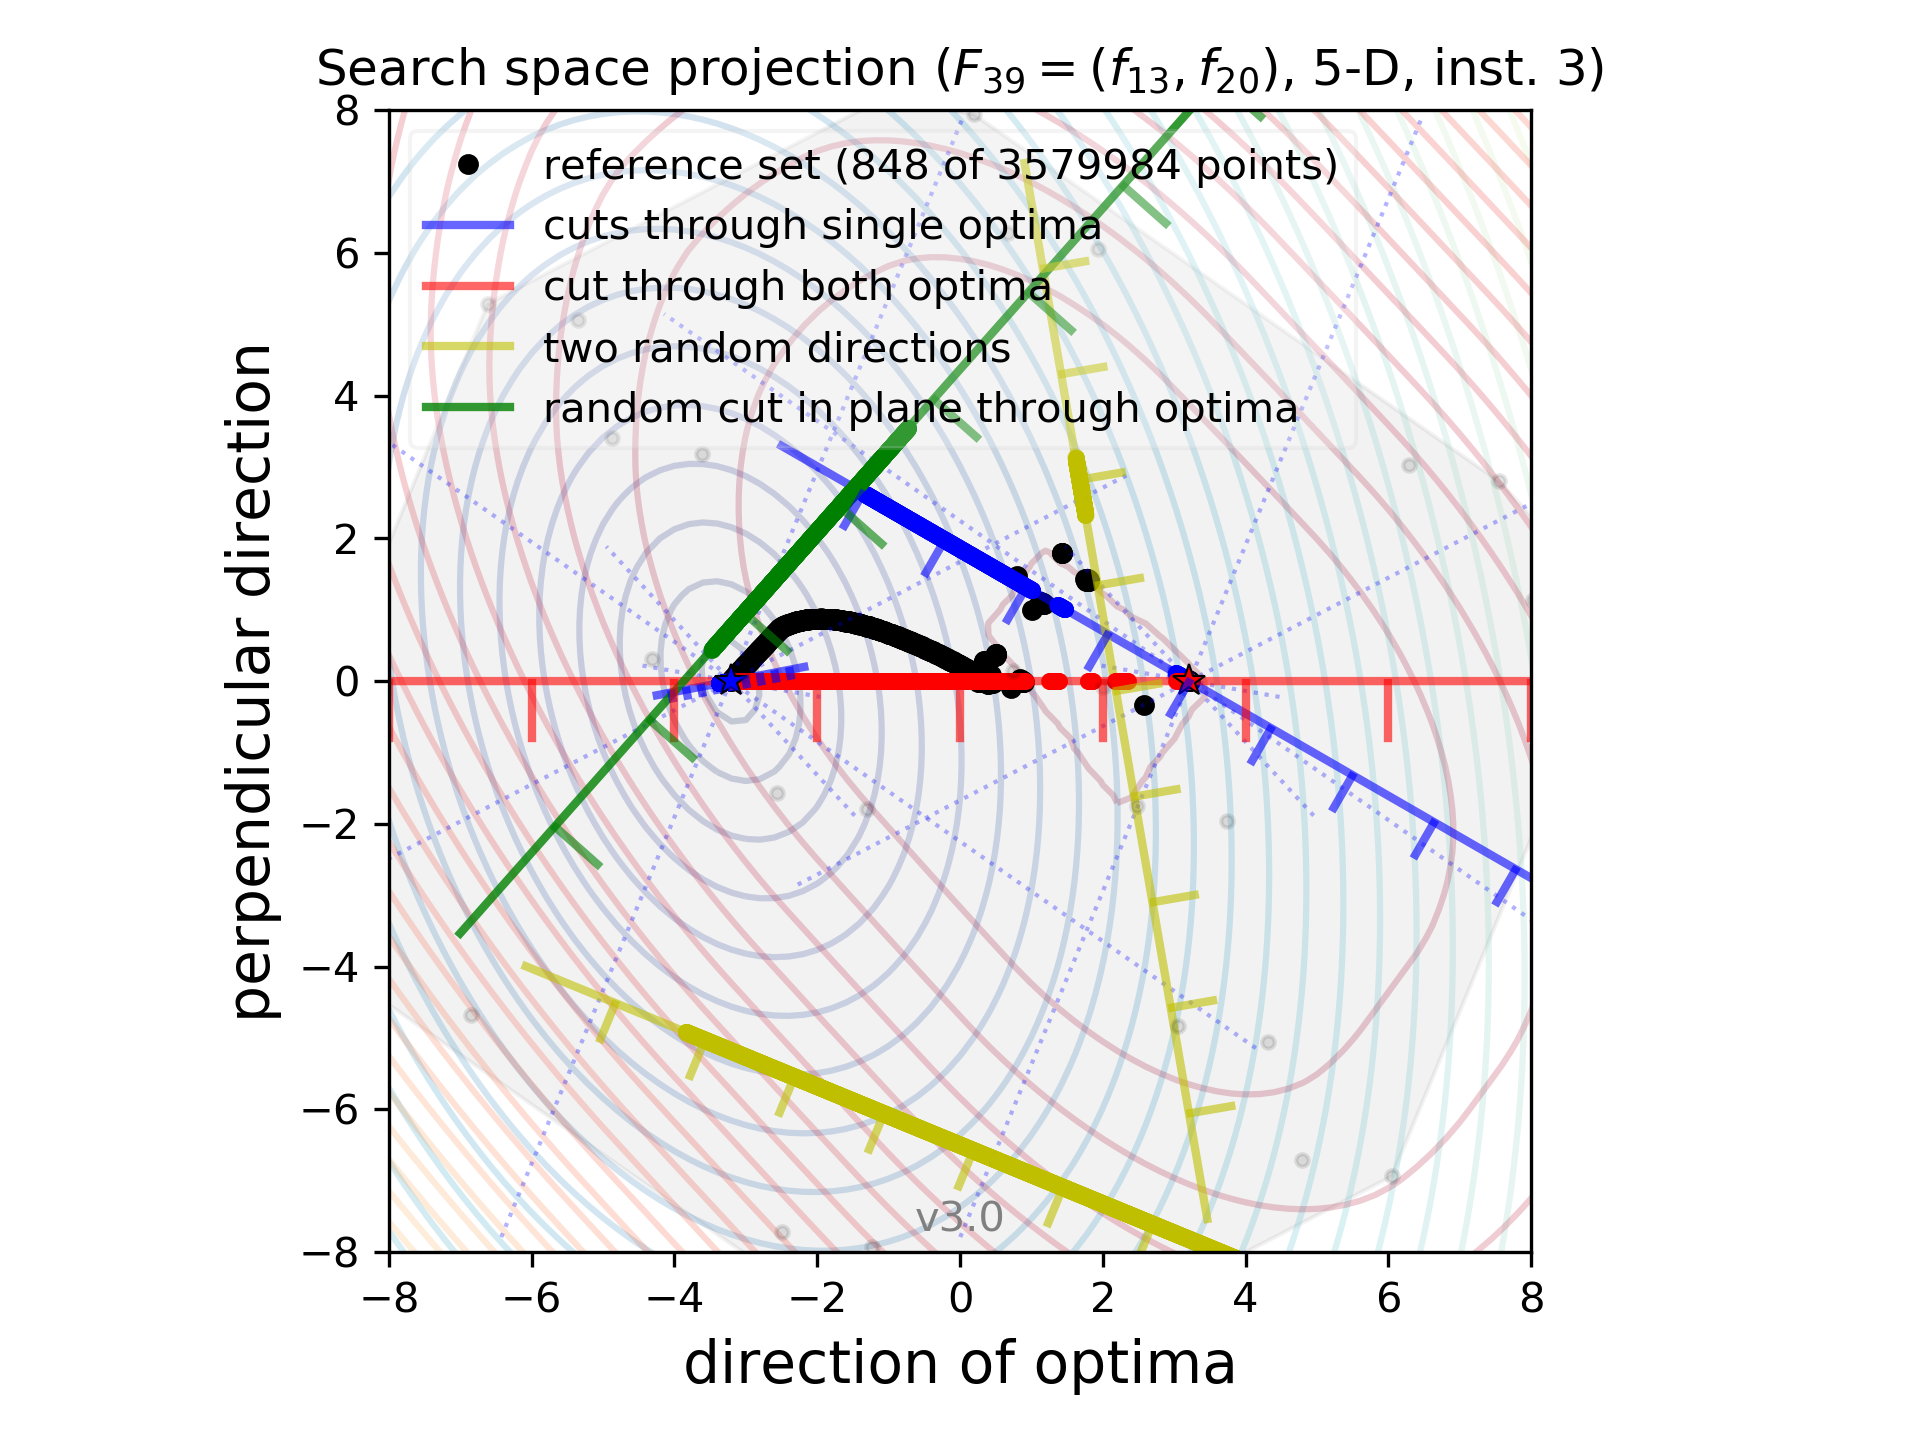 Search space projection (F39 = (f13, f20), 5-D, inst. 3)
reference set (848 of 3579984 points)
cuts through single optima
cut through both optima
two random directions
random cut in plane through optima
perpendicular direction
8
6
4
2
0
−2
−4
−6
−8
v3.0
−8 −6 −4 −2 0 2 4 6 8
direction of optima